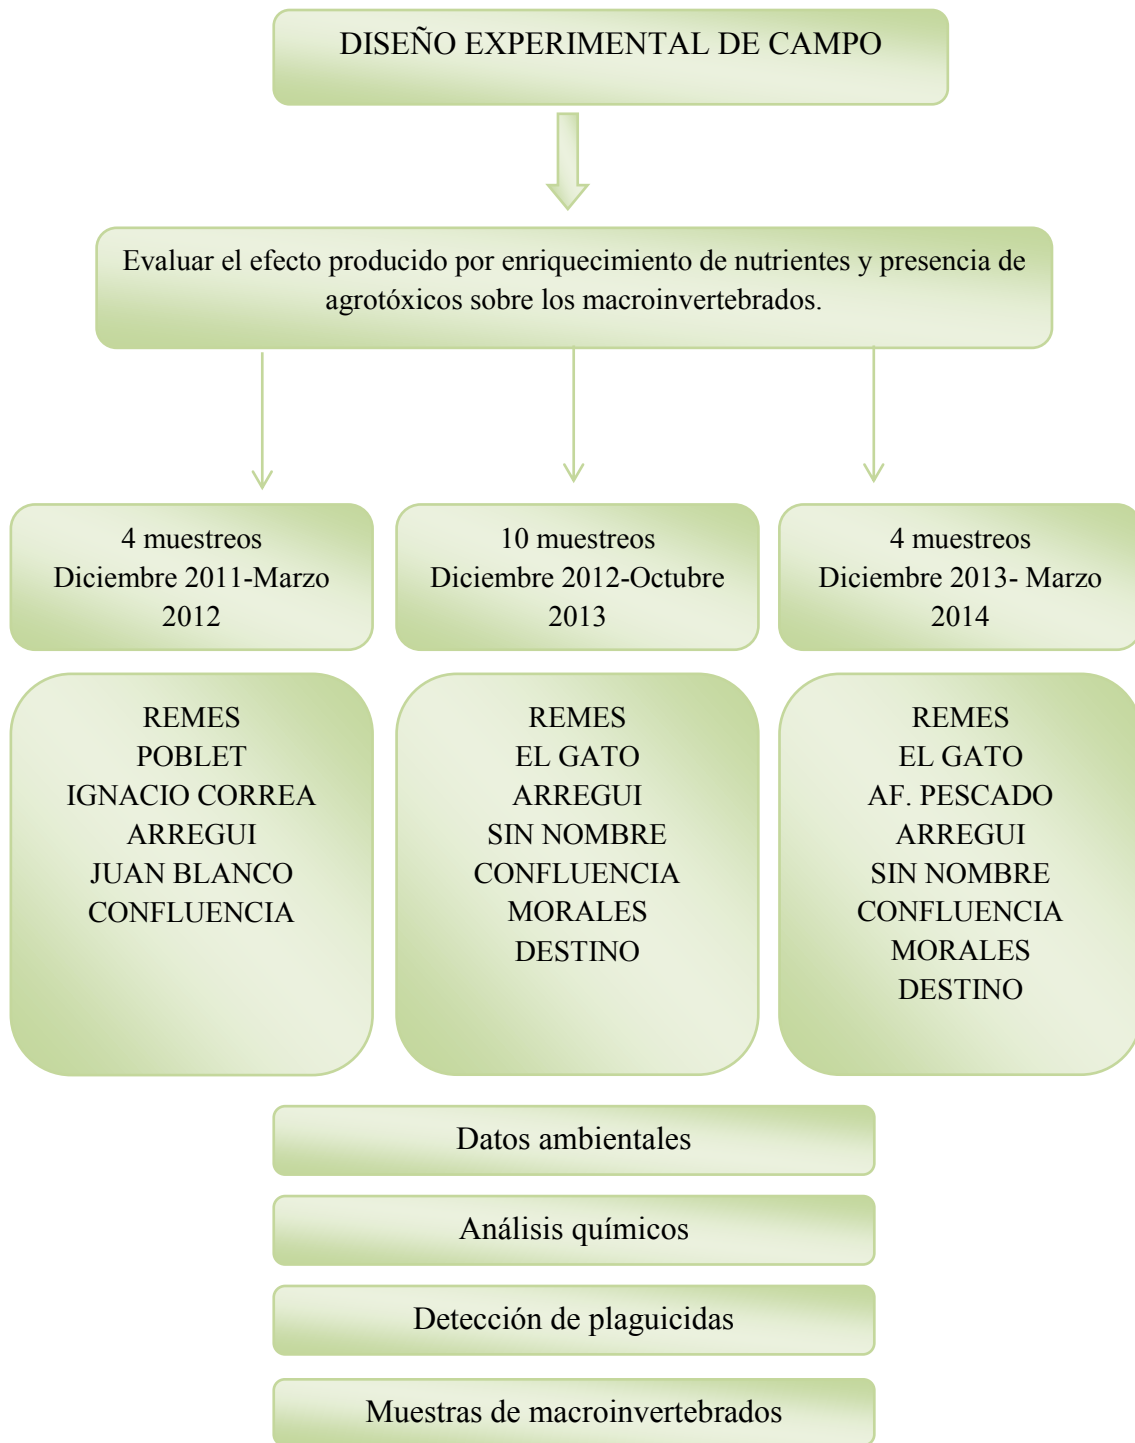 DISEÑO EXPERIMENTAL DE CAMPO
Evaluar el efecto producido por enriquecimiento de nutrientes y presencia de
agrotóxicos sobre los macroinvertebrados.
4 muestreos
Diciembre 2011-Marzo
2012
10 muestreos
Diciembre 2012-Octubre
2013
4 muestreos
Diciembre 2013- Marzo
2014
REMES
POBLET
IGNACIO CORREA
ARREGUI
JUAN BLANCO
CONFLUENCIA
REMES
EL GATO
ARREGUI
SIN NOMBRE
CONFLUENCIA
MORALES
DESTINO
REMES
EL GATO
AF. PESCADO
ARREGUI
SIN NOMBRE
CONFLUENCIA
MORALES
DESTINO
Datos ambientales
Análisis químicos
Detección de plaguicidas
Muestras de macroinvertebrados